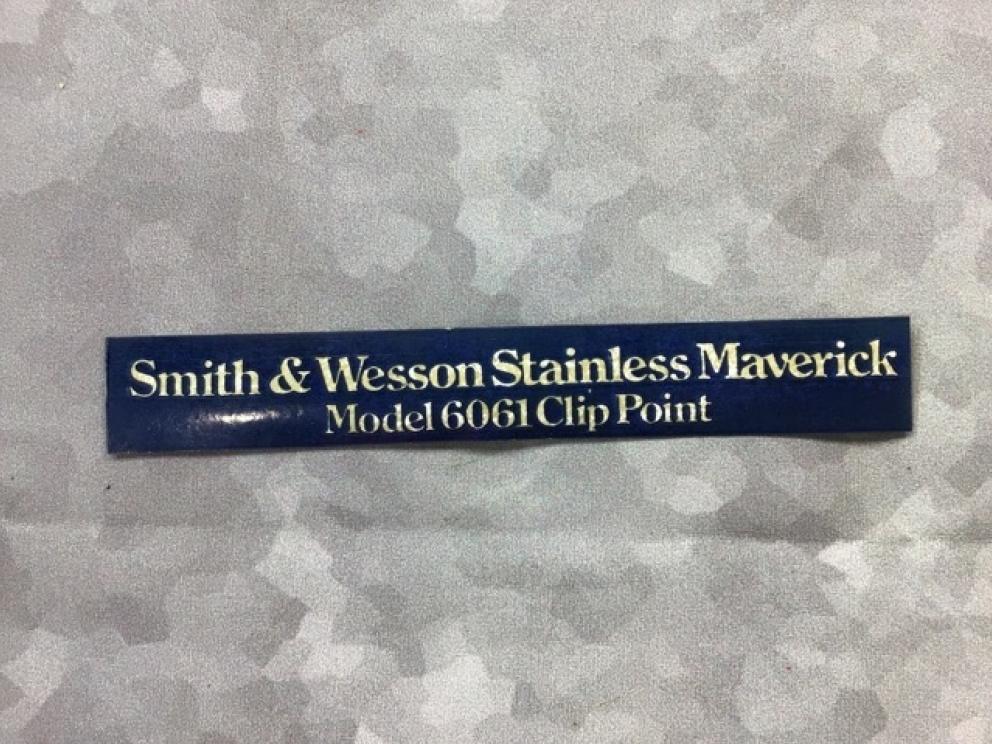 Smith & Wesson Stainless Maverick
Model 6061 Clip Point